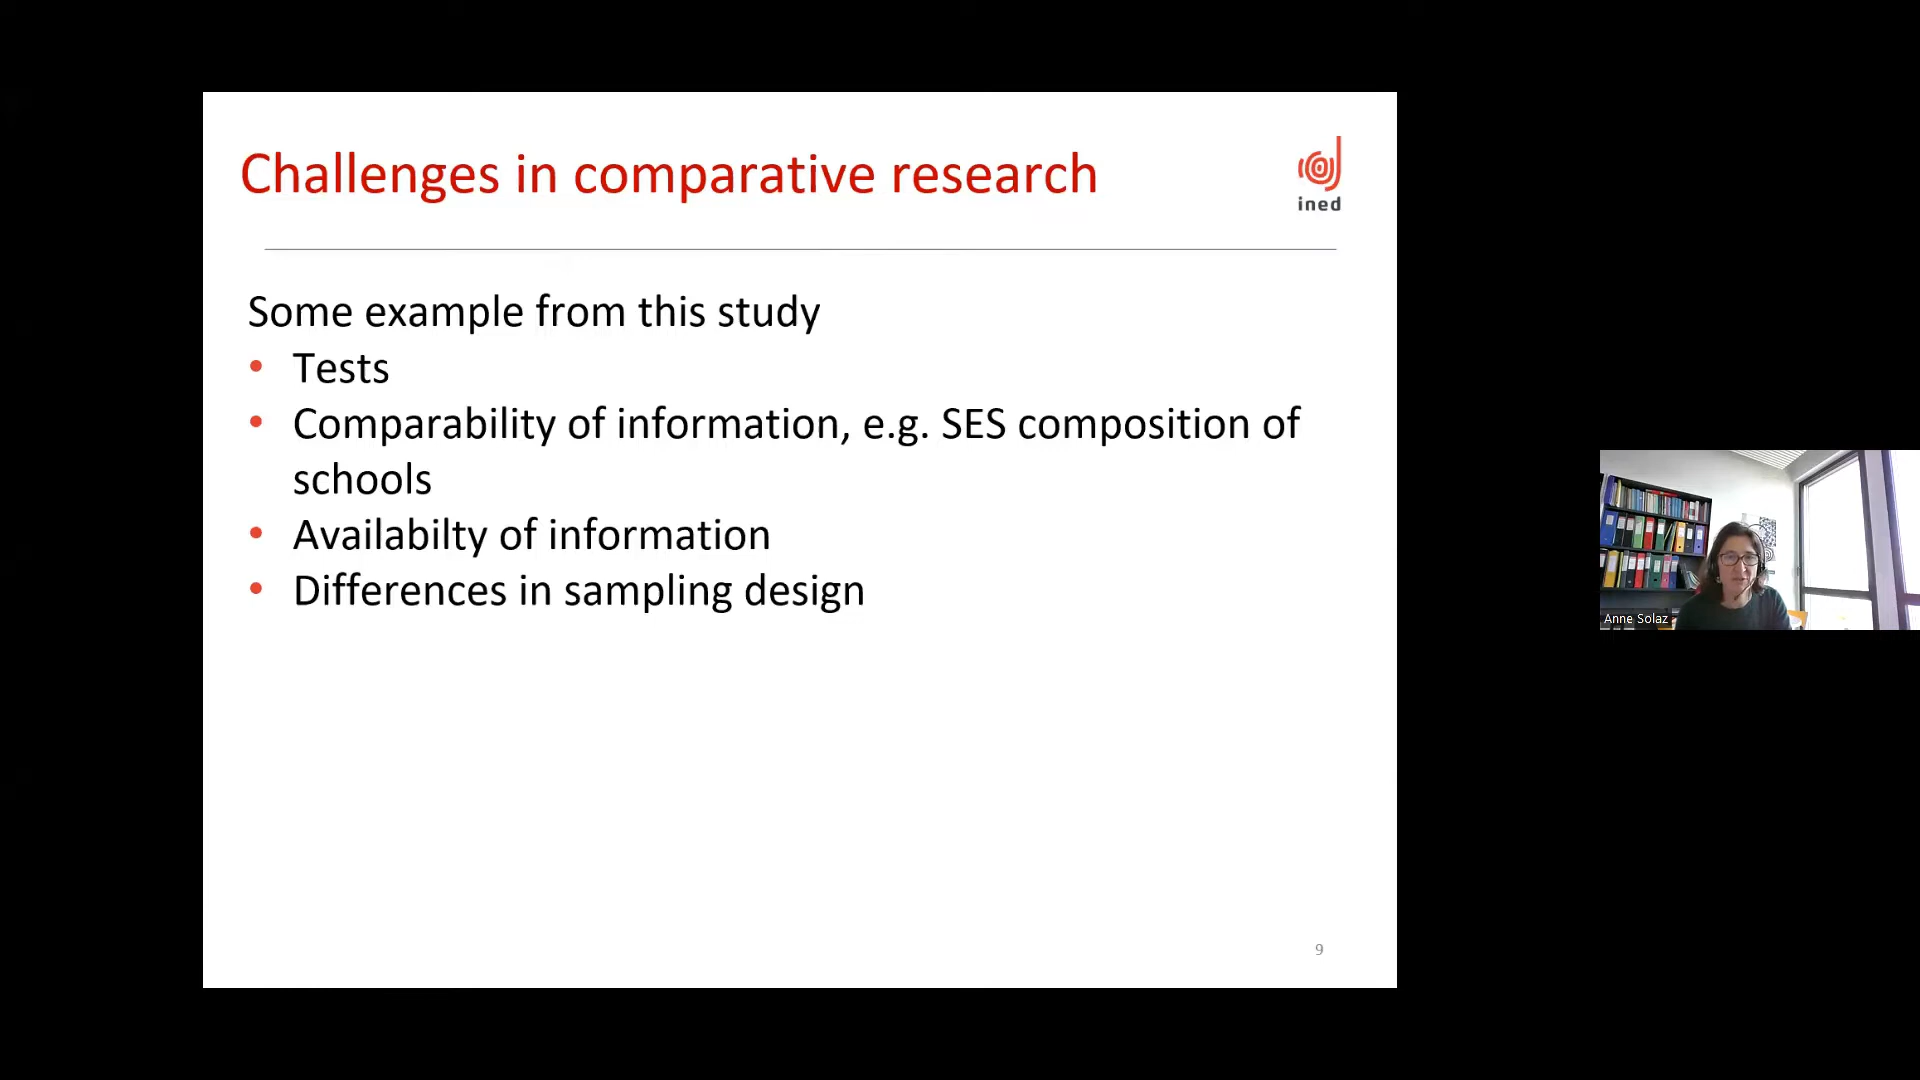 Challenges in comparative research
ined
Some example from this study
• Tests
• Comparability of information, e.g. SES composition of
schools
• Availabilty of information
• Differences in sampling design
Anne Solaz
9